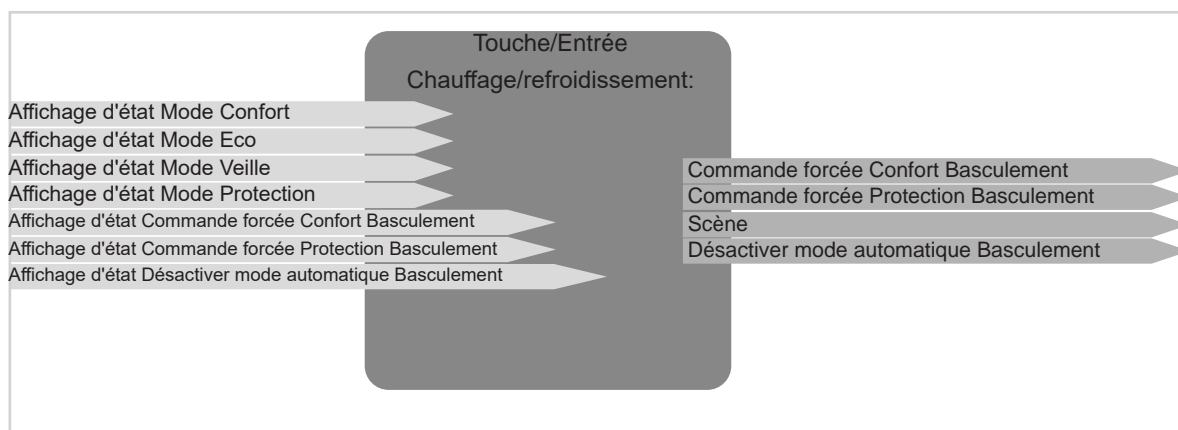 Touche/Entrée
Chauffage/refroidissement:
Affichage d'état Mode Confort
Affichage d'état Mode Eco
Affichage d'état Mode Veille
Affichage d'état Mode Protection
Affichage d'état Commande forcée Confort Basculement
Affichage d'état Commande forcée Protection Basculement
Affichage d'état Désactiver mode automatique Basculement
Commande forcée Confort Basculement
Commande forcée Protection Basculement
Scène
Désactiver mode automatique Basculement